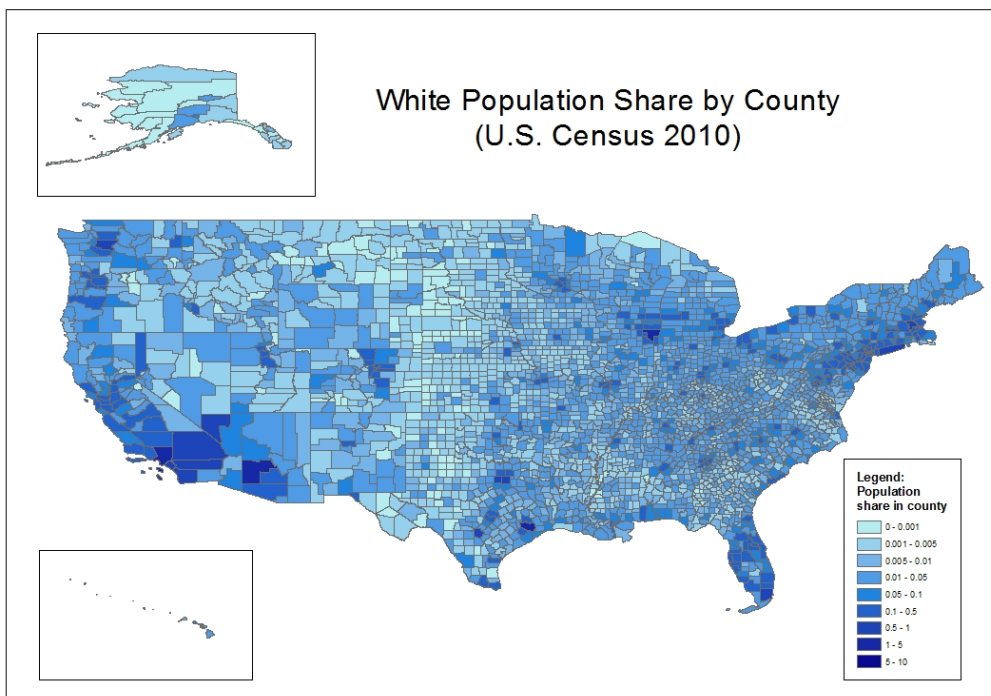 White Population Share by County
(U.S. Census 2010)
Legend:
Population
share in county
0 - 0.001
0.001 - 0.005
0.005 - 0.01
0.01 - 0.05
0.05 - 0.1
0.1 - 0.5
0.5 - 1
1 - 5
5 - 10